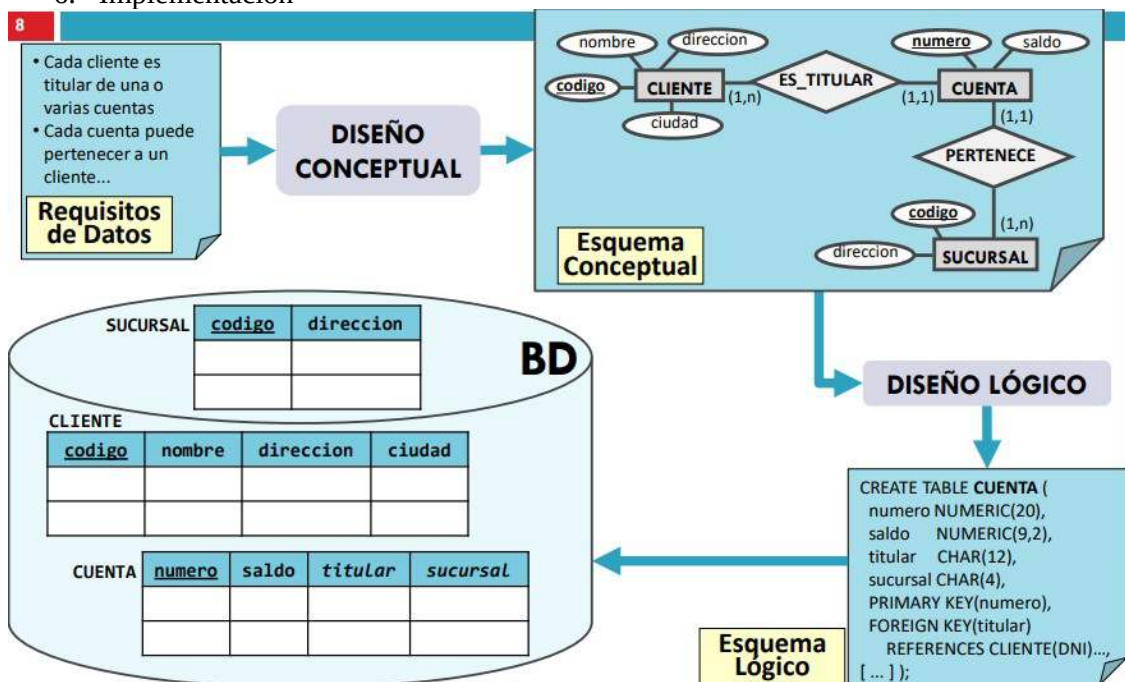 6. Implementación
8
• Cada cliente es
titular de una o
varias cuentas
• Cada cuenta puede
pertenecer a un
cliente...
Requisitos
de Datos
DISEÑO
CONCEPTUAL
nombre
direccion
codigo
CLIENTE
(1,n)
ciudad
ES_TITULAR
(1,1)
numero
saldo
CUENTA
(1,1)
PERTENECE
(1,n)
codigo
direccion
SUCURSAL
Esquema
Conceptual
DISEÑO LÓGICO
CREATE TABLE CUENTA (
numero NUMERIC(20),
saldo NUMERIC(9,2),
titular CHAR(12),
sucursal CHAR(4),
PRIMARY KEY(numero),
FOREIGN KEY(titular)
REFERENCES CLIENTE(DNI)...,
[ ... ] );
Esquema
Lógico
BD
SUCURSAL codigo direccion
CLIENTE
codigo nombre direccion ciudad
CUENTA numero saldo titular sucursal